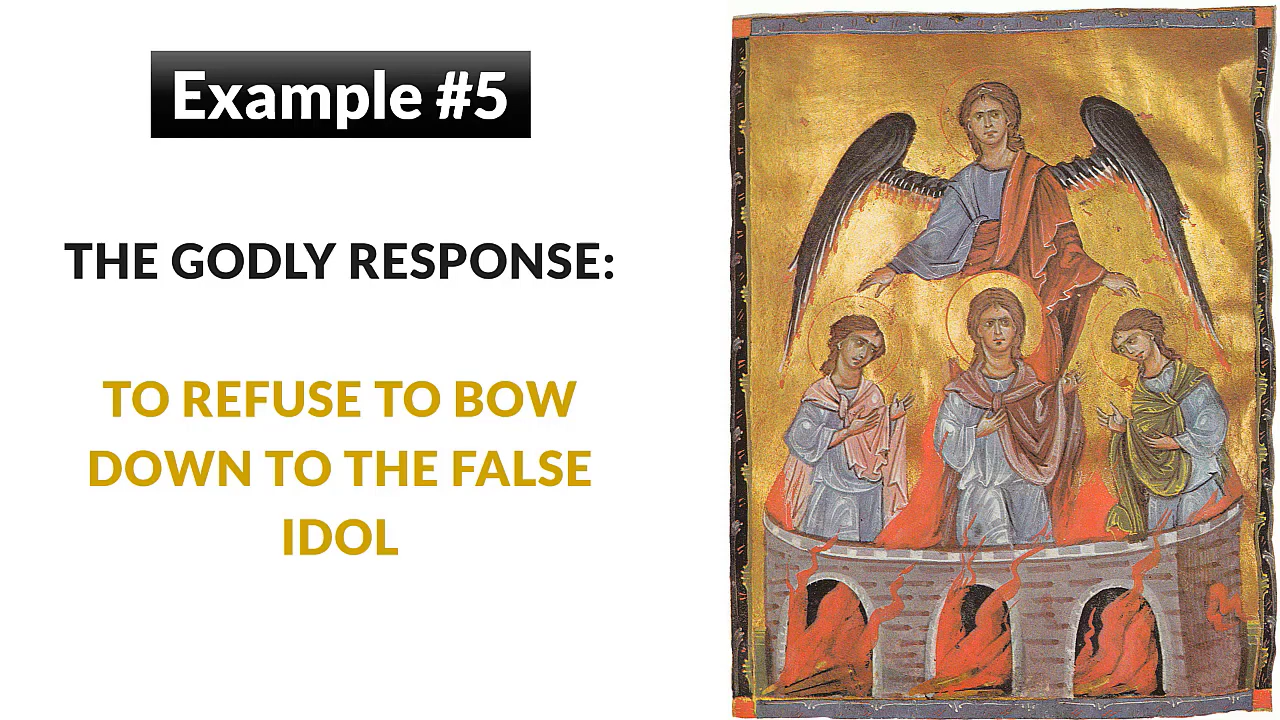 Example #5
THE GODLY RESPONSE:
TO REFUSE TO BOW
DOWN TO THE FALSE
IDOL